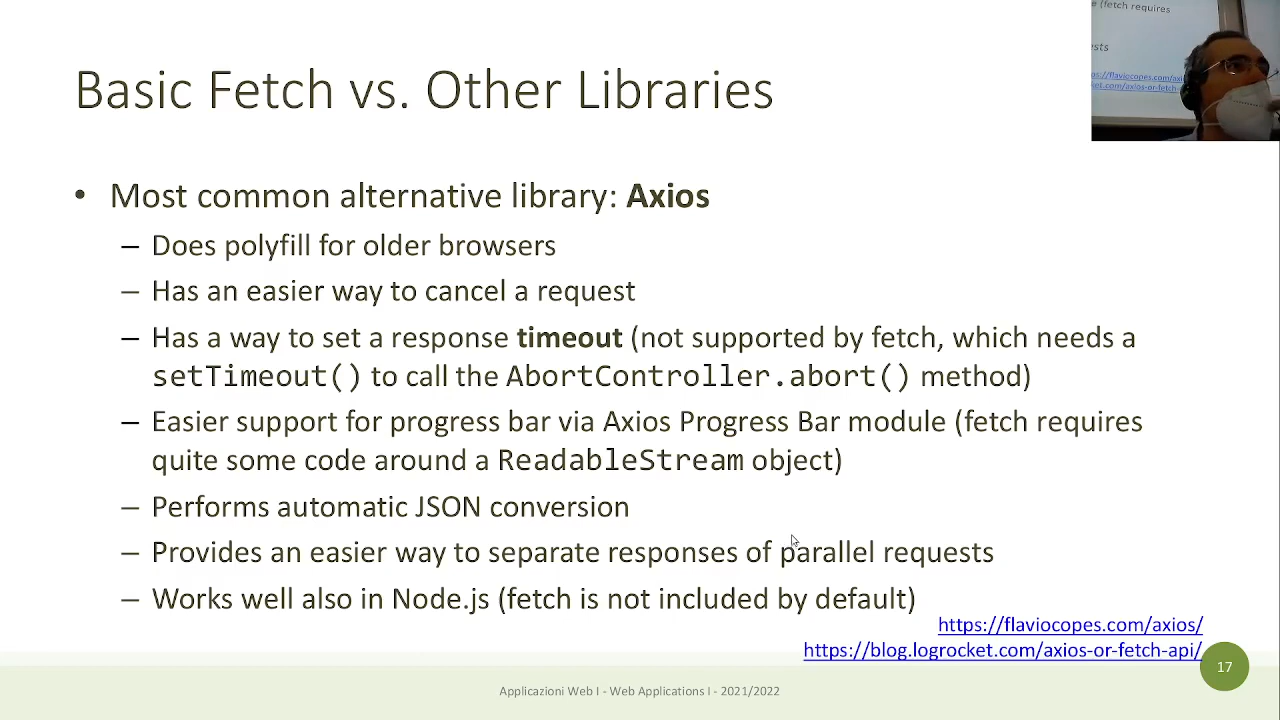 Basic Fetch vs. Other Libraries
• Most common alternative library: Axios
– Does polyfill for older browsers
– Has an easier way to cancel a request
– Has a way to set a response timeout (not supported by fetch, which needs a
setTimeout() to call the AbortController.abort() method)
– Easier support for progress bar via Axios Progress Bar module (fetch requires
quite some code around a ReadableStream object)
– Performs automatic JSON conversion
– Provides an easier way to separate responses of parallel requests
– Works well also in Node.js (fetch is not included by default)
https://flaviocopes.com/axios/
https://blog.logrocket.com/axios-or-fetch-api/
17
Applicazioni Web I - Web Applications I - 2021/2022
e (fetch requires
sts